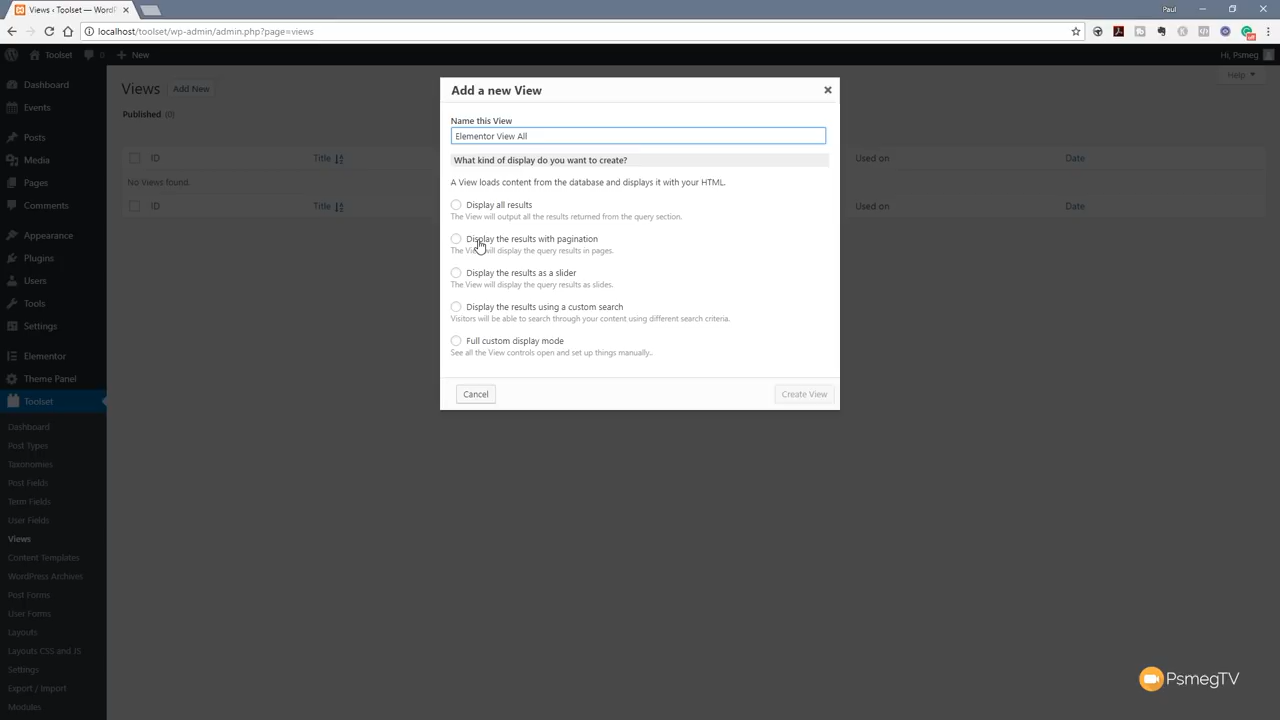 Views ‹ Toolset — WordP
Paul
localhost/toolset/wp-admin/admin.php?page=views
Toolset
0
New
Hi, Psmeg
Dashboard
Events
Posts
Media
Pages
Comments
Appearance
Plugins
Users
Tools
Settings
Elementor
Theme Panel
Toolset
Dashboard
Post Types
Taxonomies
Post Fields
Term Fields
User Fields
Views
Content Templates
WordPress Archives
Post Forms
User Forms
Layouts
Layouts CSS and JS
Settings
Export / Import
Modules
Views
Add New
Help
Published (0)
ID
Title
Used on
Date
No Views found.
ID
Title
Used on
Date
Add a new View
Name this View
Elementor View All
What kind of display do you want to create?
A View loads content from the database and displays it with your HTML.
Display all results
The View will output all the results returned from the query section.
Display the results with pagination
The View will display the query results in pages.
Display the results as a slider
The View will display the query results as slides.
Display the results using a custom search
Visitors will be able to search through your content using different search criteria.
Full custom display mode
See all the View controls open and set up things manually..
Cancel
Create View
PsmegTV